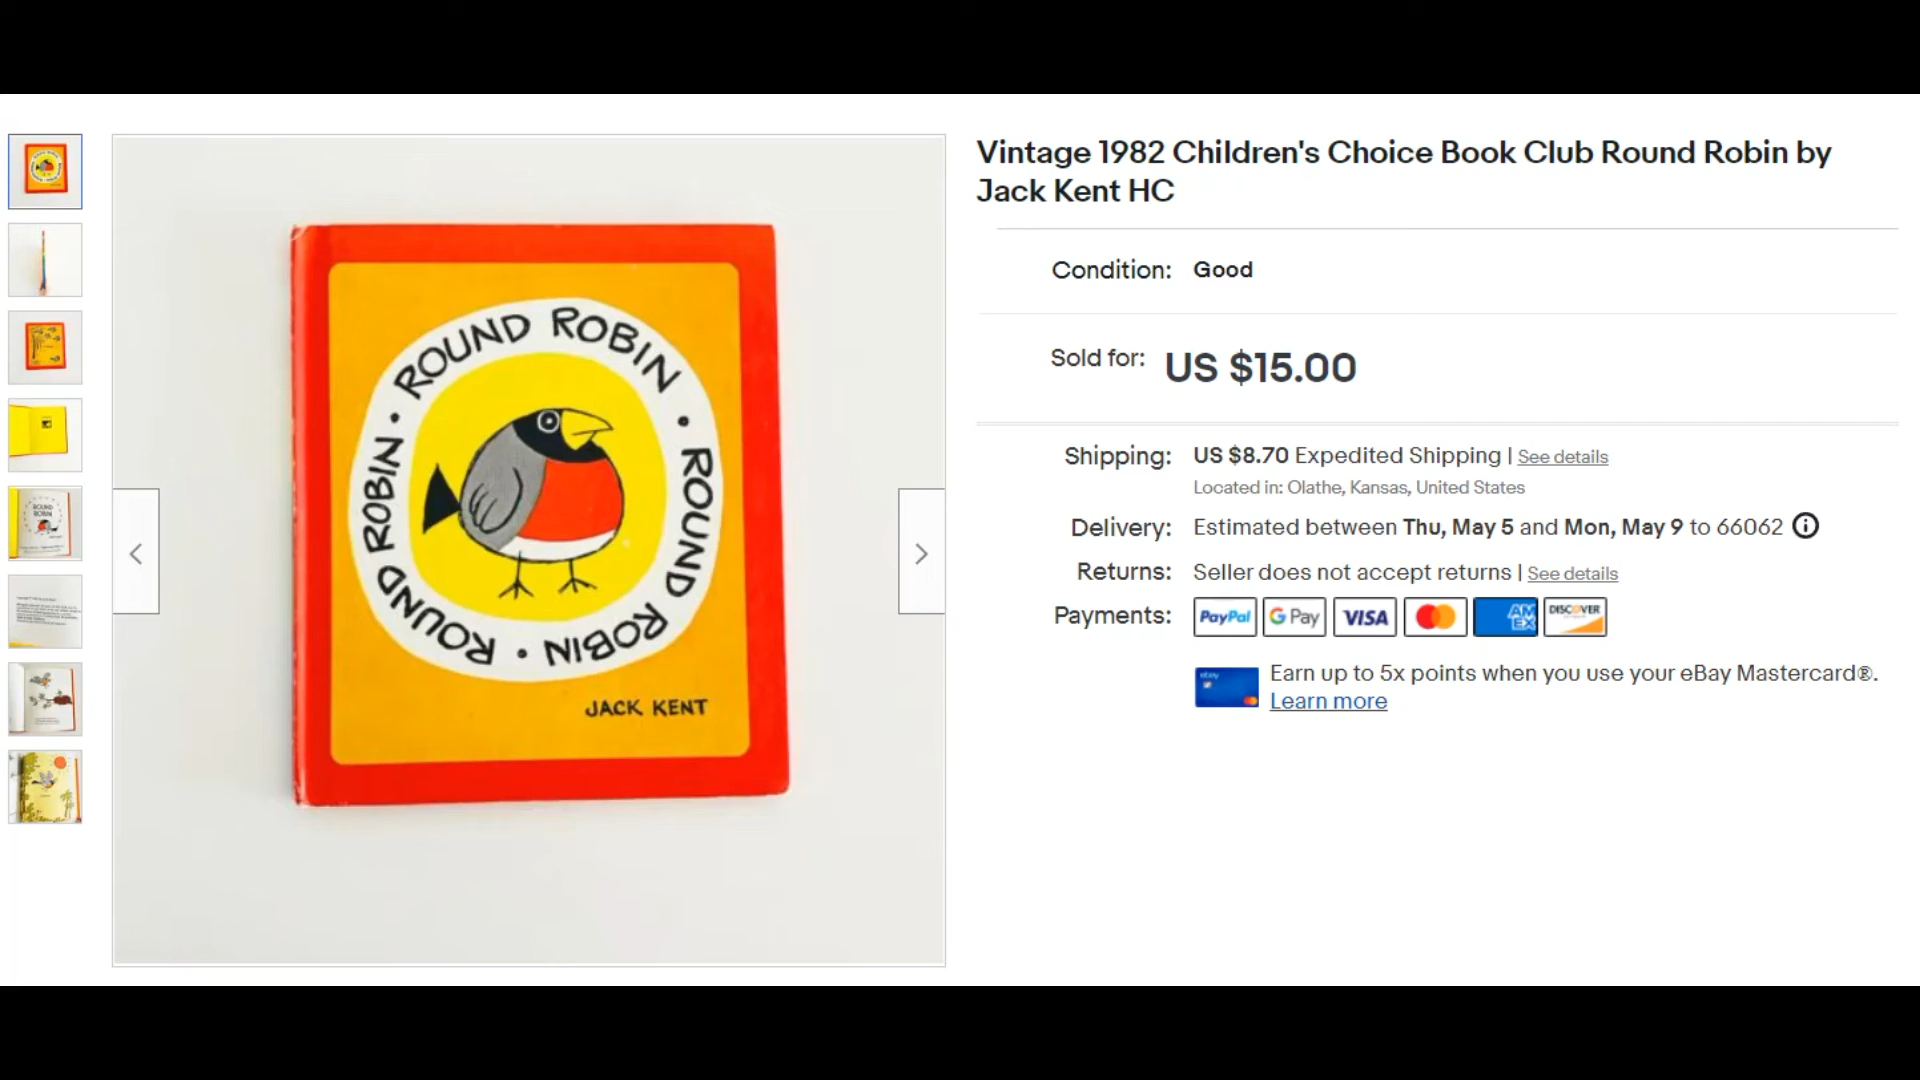 Vintage 1982 Children's Choice Book Club Round Robin by
Jack Kent HC
ROUND ROBIN • ROUND ROBIN • ROUND ROBIN •
JACK KENT
Condition: Good
Sold for: US $15.00
Shipping: US $8.70 Expedited Shipping | See details
Located in: Olathe, Kansas, United States
Delivery: Estimated between Thu, May 5 and Mon, May 9 to 66062
Returns: Seller does not accept returns | See details
Payments: PayPal G Pay VISA AM EX DISCOVER
ebay
Earn up to 5x points when you use your eBay Mastercard®.
Learn more
ROUND
ROBIN